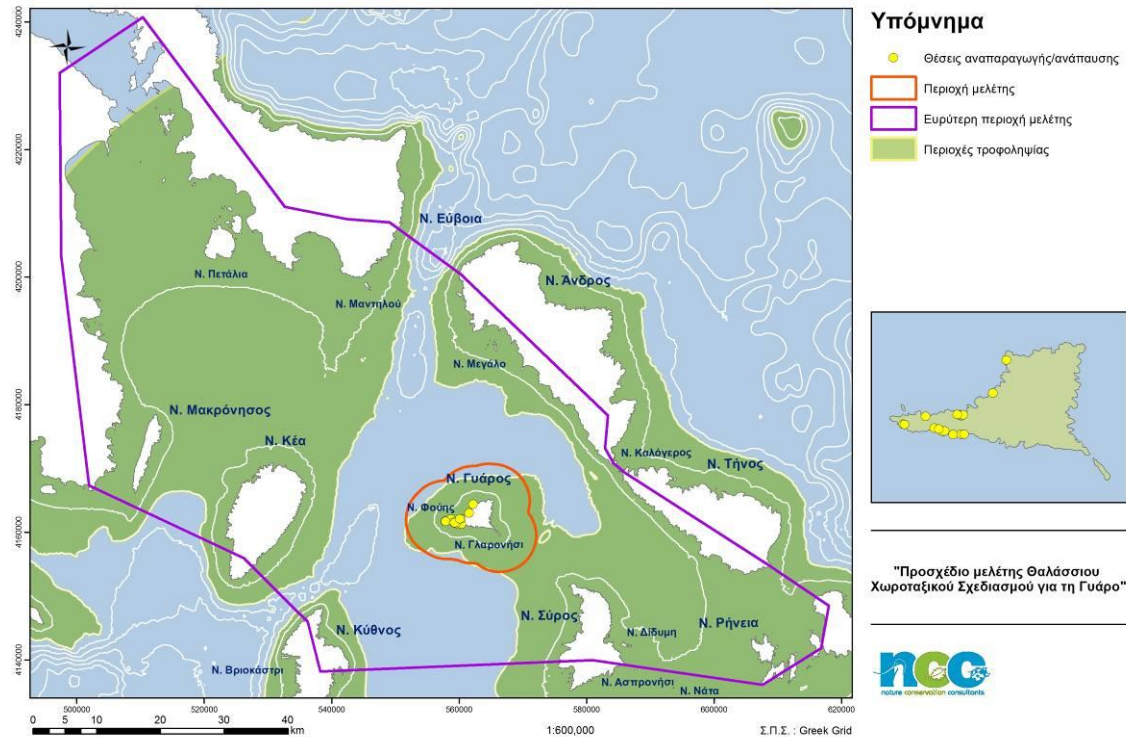 4240000
4220000
4200000
4180000
4160000
4140000
Ν. Εύβοια
Ν. Πετάλια
Ν. Άνδρος
Ν. Μαντηλού
Ν. Μεγάλο
Ν. Μακρόνησος
Ν. Κέα
Ν. Καλόγερος
Ν. Τήνος
Ν. Γυάρος
Ν. Φούης
Ν. Γλαρονήσι
Ν. Σύρος
Ν. Δίδυμη
Ν. Ρήνεια
Ν. Κύθνος
Ν. Βριοκάστρι
Ν. Ασπρονήσι
Ν. Νάτα
500000 520000 540000 560000 580000 600000 620000
0 5 10 20 30 40 km
1:600,000
Σ.Π.Σ. : Greek Grid
Υπόμνημα
Θέσεις αναπαραγωγής/ανάπαυσης
Περιοχή μελέτης
Ευρύτερη περιοχή μελέτης
Περιοχές τροφοληψίας
"Προσχέδιο μελέτης Θαλάσσιου
Χωροταξικού Σχεδιασμού για τη Γυάρο"
ncc
nature conservation consultants